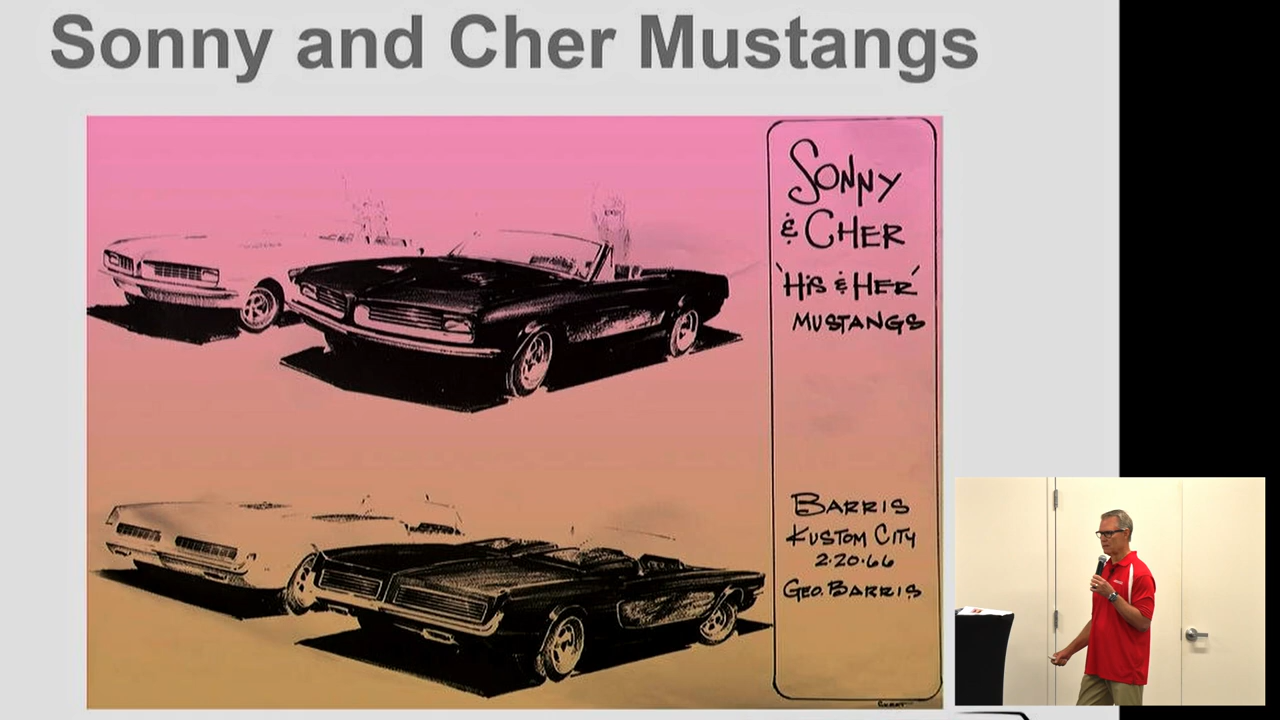 Sonny and Cher Mustangs
SONNY
& CHER
'HIS & HER'
MUSTANGS
BARRIS
KUSTOM CITY
2-20-66
GEO. BARRIS